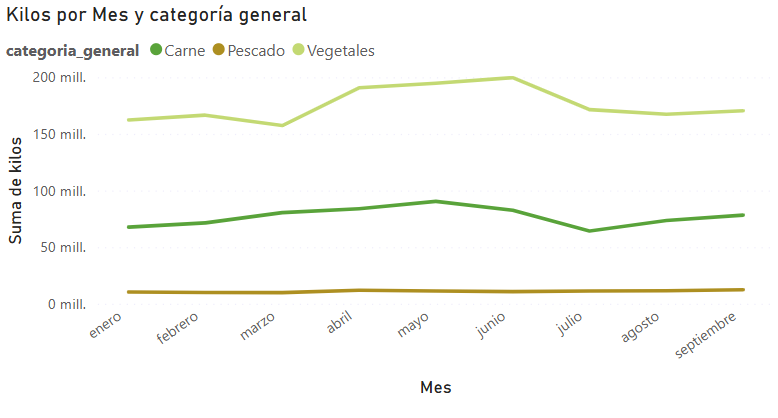 Kilos por Mes y categoría general
categoria_general Carne Pescado Vegetales
200 mill.
150 mill.
100 mill.
50 mill.
0 mill.
Suma de kilos
enero
febrero
marzo
abril
mayo
junio
julio
agosto
septiembre
Mes